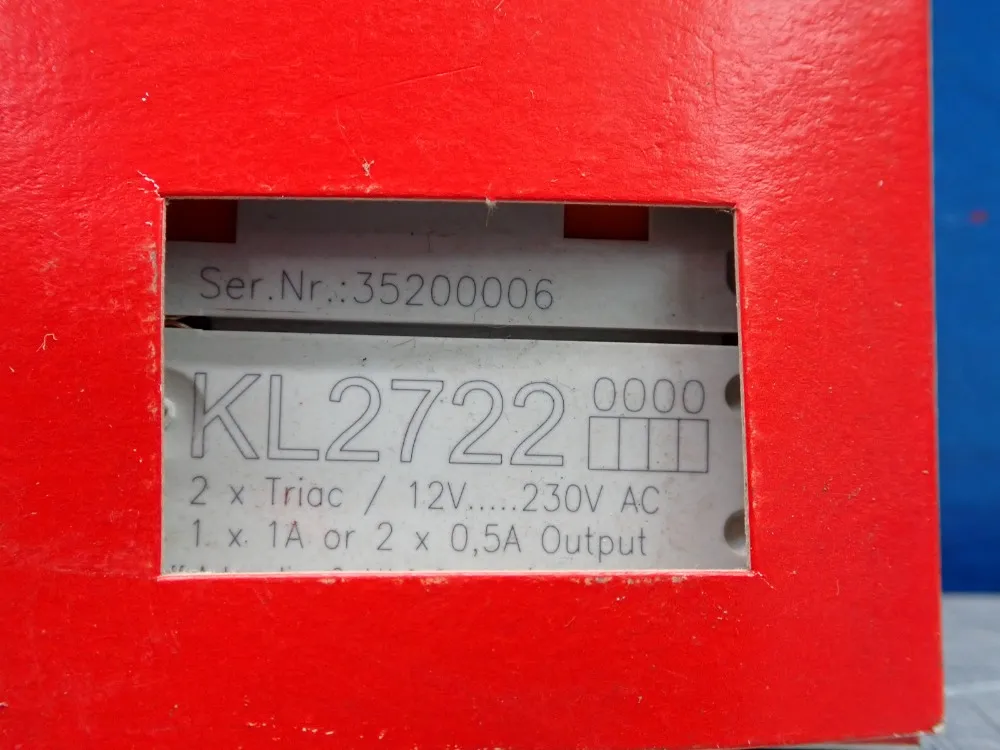 Ser.Nr.:35200006
KL2722 0000
2 x Triac / 12V.....230V AC
1 x 1A or 2 x 0,5A Output